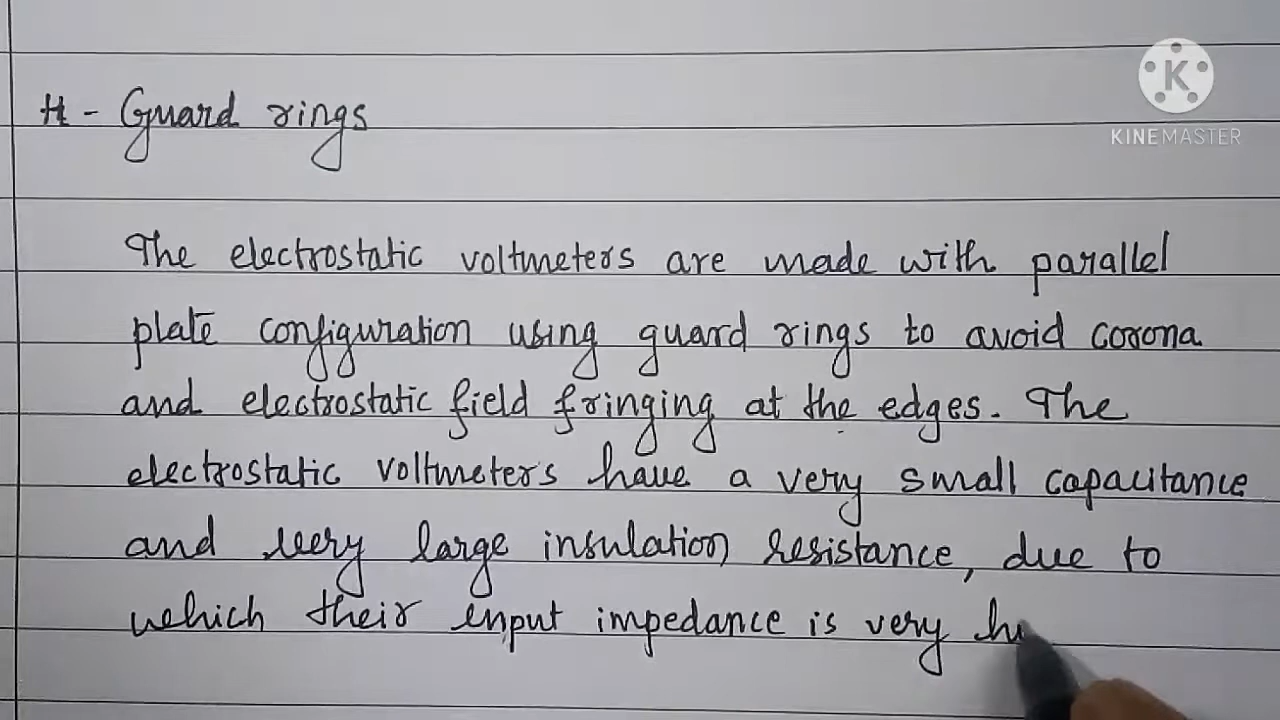 H - Guard rings
KINEMASTER
The electrostatic voltmeters are made with parallel
plate configuration using guard rings to avoid corona
and electrostatic field fringing at the edges. The
electrostatic voltmeters have a very small capacitance
and very large insulation resistance, due to
which their input impedance is very